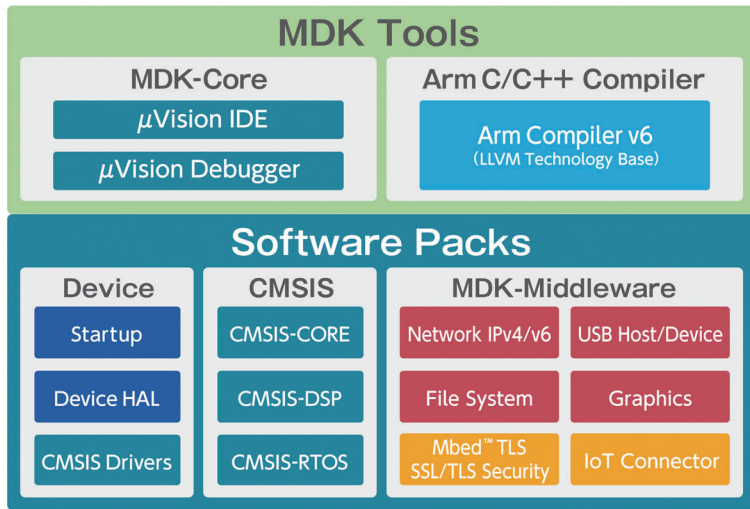 MDK Tools
MDK-Core
μVision IDE
μVision Debugger
Arm C/C++ Compiler
Arm Compiler v6
(LLVM Technology Base)
Software Packs
Device
Startup
Device HAL
CMSIS Drivers
CMSIS
CMSIS-CORE
CMSIS-DSP
CMSIS-RTOS
MDK-Middleware
Network IPv4/v6
USB Host/Device
File System
Graphics
Mbed™ TLS
SSL/TLS Security
IoT Connector